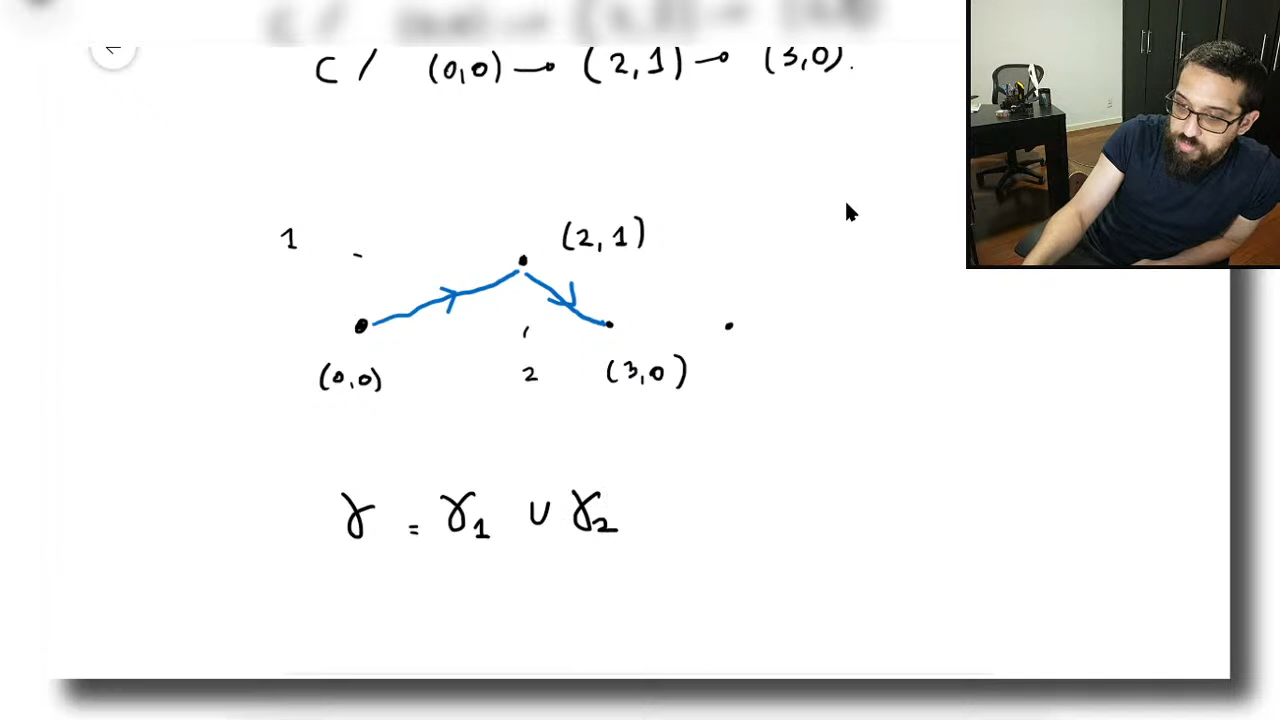 C / (0,0) → (2,1) → (3,0).
1
(2,1)
(0,0) 2 (3,0)
γ = γ1 ∪ γ2